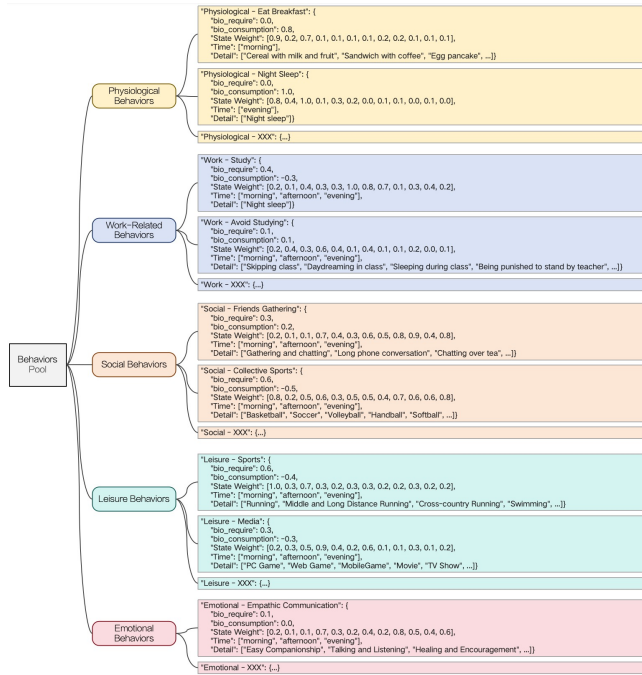 Behaviors
Pool
Physiological
Behaviors
"Physiological - Eat Breakfast": {
"bio_require": 0.0,
"bio_consumption": 0.8,
"State Weight": [0.9, 0.2, 0.7, 0.1, 0.1, 0.1, 0.1, 0.2, 0.2, 0.1, 0.1, 0.1],
"Time": ["morning"],
"Detail": ["Cereal with milk and fruit", "Sandwich with coffee", "Egg pancake", ...]}
"Physiological - Night Sleep": {
"bio_require": 0.0,
"bio_consumption": 1.0,
"State Weight": [0.8, 0.4, 1.0, 0.1, 0.3, 0.2, 0.0, 0.1, 0.1, 0.0, 0.1, 0.0],
"Time": ["evening"],
"Detail": ["Night sleep"]}
"Physiological - XXX": {...}
Work-Related
Behaviors
"Work - Study": {
"bio_require": 0.4,
"bio_consumption": -0.3,
"State Weight": [0.2, 0.1, 0.4, 0.3, 0.3, 1.0, 0.8, 0.7, 0.1, 0.3, 0.4, 0.2],
"Time": ["morning", "afternoon", "evening"],
"Detail": ["Night sleep"]}
"Work - Avoid Studying": {
"bio_require": 0.1,
"bio_consumption": 0.1,
"State Weight": [0.2, 0.4, 0.3, 0.6, 0.4, 0.1, 0.4, 0.1, 0.1, 0.2, 0.0, 0.1],
"Time": ["morning", "afternoon", "evening"],
"Detail": ["Skipping class", "Daydreaming in class", "Sleeping during class", "Being punished to stand by teacher", ...]}
"Work - XXX": {...}
Social Behaviors
"Social - Friends Gathering": {
"bio_require": 0.3,
"bio_consumption": 0.2,
"State Weight": [0.2, 0.1, 0.1, 0.7, 0.4, 0.3, 0.6, 0.5, 0.8, 0.9, 0.4, 0.8],
"Time": ["morning", "afternoon", "evening"],
"Detail": ["Gathering and chatting", "Long phone conversation", "Chatting over tea", ...]}
"Social - Collective Sports": {
"bio_require": 0.6,
"bio_consumption": -0.5,
"State Weight": [0.8, 0.2, 0.5, 0.6, 0.3, 0.5, 0.5, 0.4, 0.7, 0.6, 0.6, 0.8],
"Time": ["morning", "afternoon", "evening"],
"Detail": ["Basketball", "Soccer", "Volleyball", "Handball", "Softball", ...]}
"Social - XXX": {...}
Leisure Behaviors
"Leisure - Sports": {
"bio_require": 0.6,
"bio_consumption": -0.4,
"State Weight": [1.0, 0.3, 0.7, 0.3, 0.2, 0.3, 0.3, 0.2, 0.2, 0.3, 0.2, 0.2],
"Time": ["morning", "afternoon", "evening"],
"Detail": ["Running", "Middle and Long Distance Running", "Cross-country Running", "Swimming", ...]}
"Leisure - Media": {
"bio_require": 0.3,
"bio_consumption": -0.3,
"State Weight": [0.2, 0.3, 0.5, 0.9, 0.4, 0.2, 0.6, 0.1, 0.1, 0.3, 0.1, 0.2],
"Time": ["morning", "afternoon", "evening"],
"Detail": ["PC Game", "Web Game", "MobileGame", "Movie", "TV Show", ...]}
"Leisure - XXX": {...}
Emotional
Behaviors
"Emotional - Empathic Communication": {
"bio_require": 0.1,
"bio_consumption": 0.0,
"State Weight": [0.2, 0.1, 0.1, 0.7, 0.3, 0.2, 0.4, 0.2, 0.8, 0.5, 0.4, 0.6],
"Time": ["morning", "afternoon", "evening"],
"Detail": ["Easy Companionship", "Talking and Listening", "Healing and Encouragement", ...]}
"Emotional - XXX": {...}